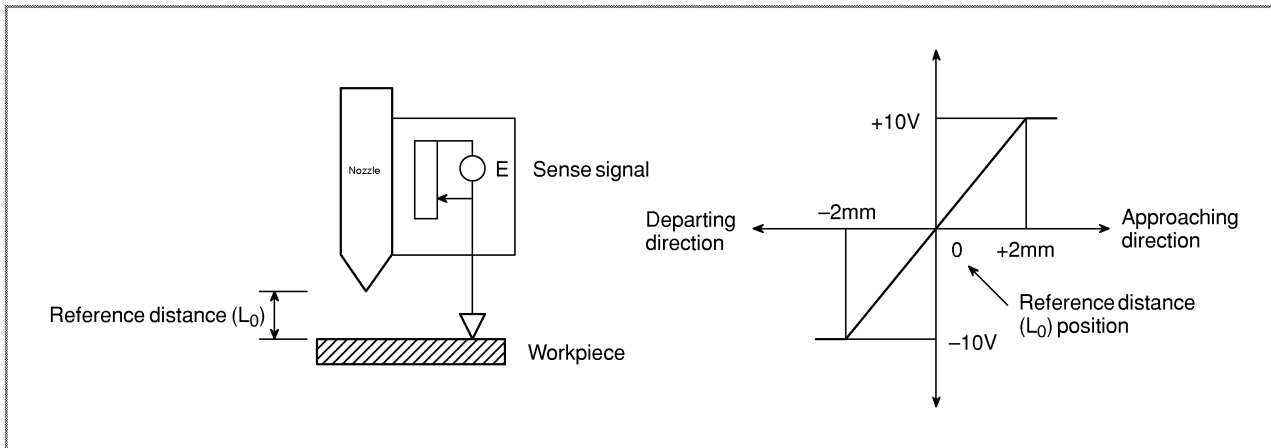 Nozzle
E
Sense signal
Reference distance (L0)
Workpiece
+10V
–2mm
Departing
direction
Approaching
direction
0
+2mm
Reference distance
(L0) position
–10V